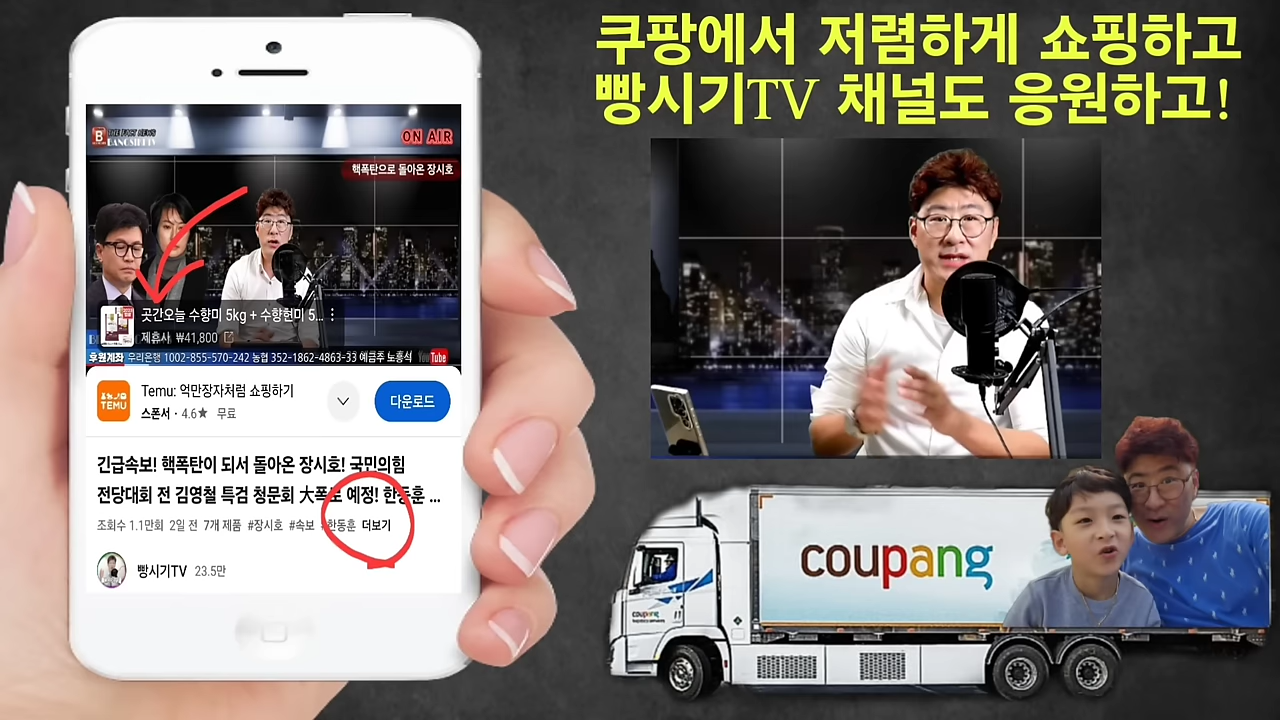 쿠팡에서 저렴하게 쇼핑하고
빵시기TV 채널도 응원하고!
THE FACT NEWS
BANGSIKI TV
ON AIR
핵폭탄으로 돌아온 장시호
곳간오늘 수향미 5kg + 수향현미 5...
제휴사 ₩41,800
후원계좌 우리은행 1002-855-570-242 농협 352-1862-4863-33 예금주 노흥석 YouTube
TEMU
Temu: 억만장자처럼 쇼핑하기
스폰서 · 4.6★ 무료
다운로드
긴급속보! 핵폭탄이 되서 돌아온 장시호! 국민의힘
전당대회 전 김영철 특검 청문회 大폭로 예정! 한동훈 ...
조회수 1.1만회 2일 전 7개 제품 #장시호 #속보 #한동훈 더보기
빵시기TV 23.5만
coupang
coupang